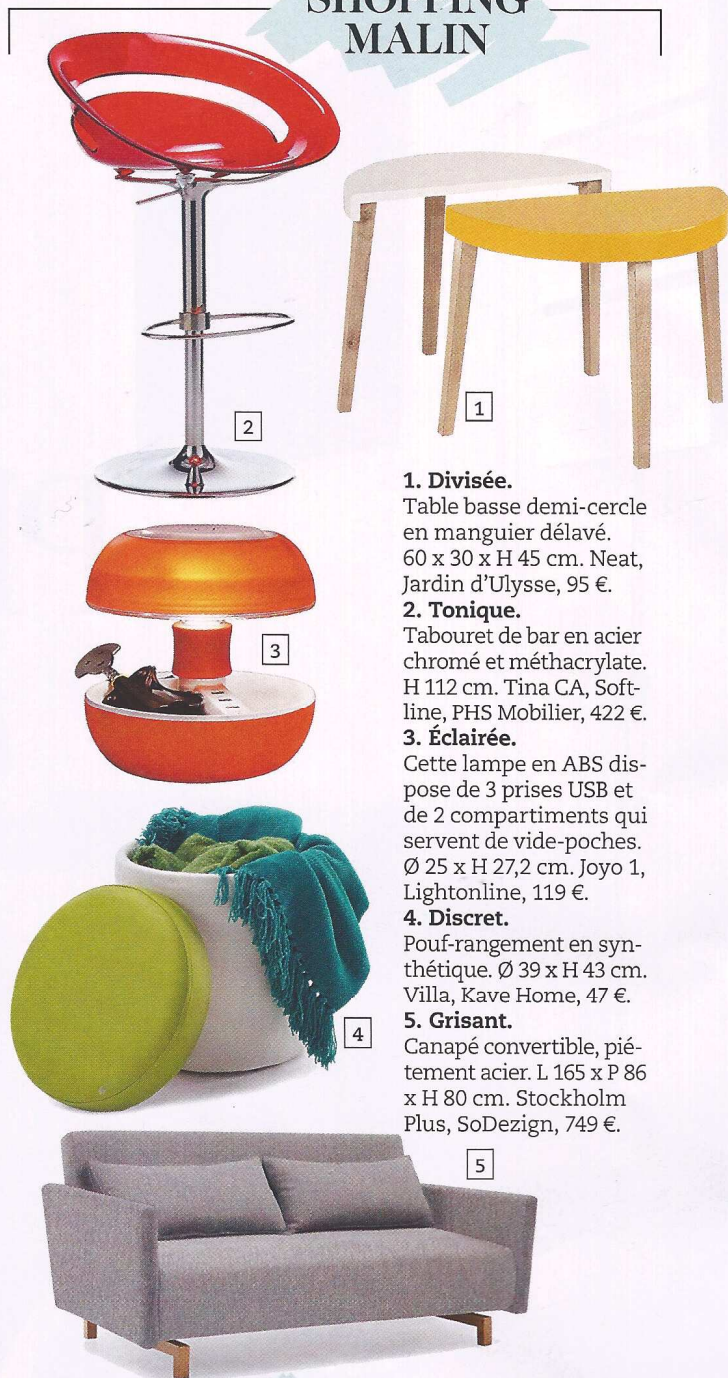 SHOPPING
MALIN
2
1
3
4
5
1. Divisée.
Table basse demi-cercle
en manguier délavé.
60 x 30 x H 45 cm. Neat,
Jardin d'Ulysse, 95 €.
2. Tonique.
Tabouret de bar en acier
chromé et méthacrylate.
H 112 cm. Tina CA, Soft-
line, PHS Mobilier, 422 €.
3. Éclairée.
Cette lampe en ABS dis-
pose de 3 prises USB et
de 2 compartiments qui
servent de vide-poches.
Ø 25 x H 27,2 cm. Joyo 1,
Lightonline, 119 €.
4. Discret.
Pouf-rangement en syn-
thétique. Ø 39 x H 43 cm.
Villa, Kave Home, 47 €.
5. Grisant.
Canapé convertible, pié-
tement acier. L 165 x P 86
x H 80 cm. Stockholm
Plus, SoDezign, 749 €.